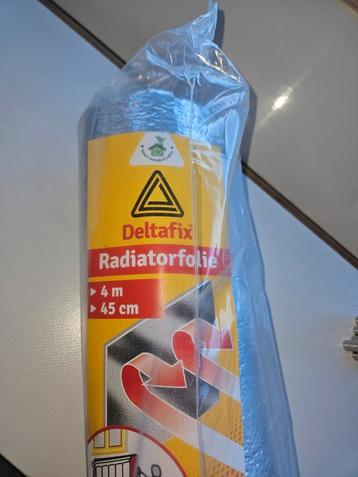 Deltafix
Radiatorfolie
4 m
45 cm